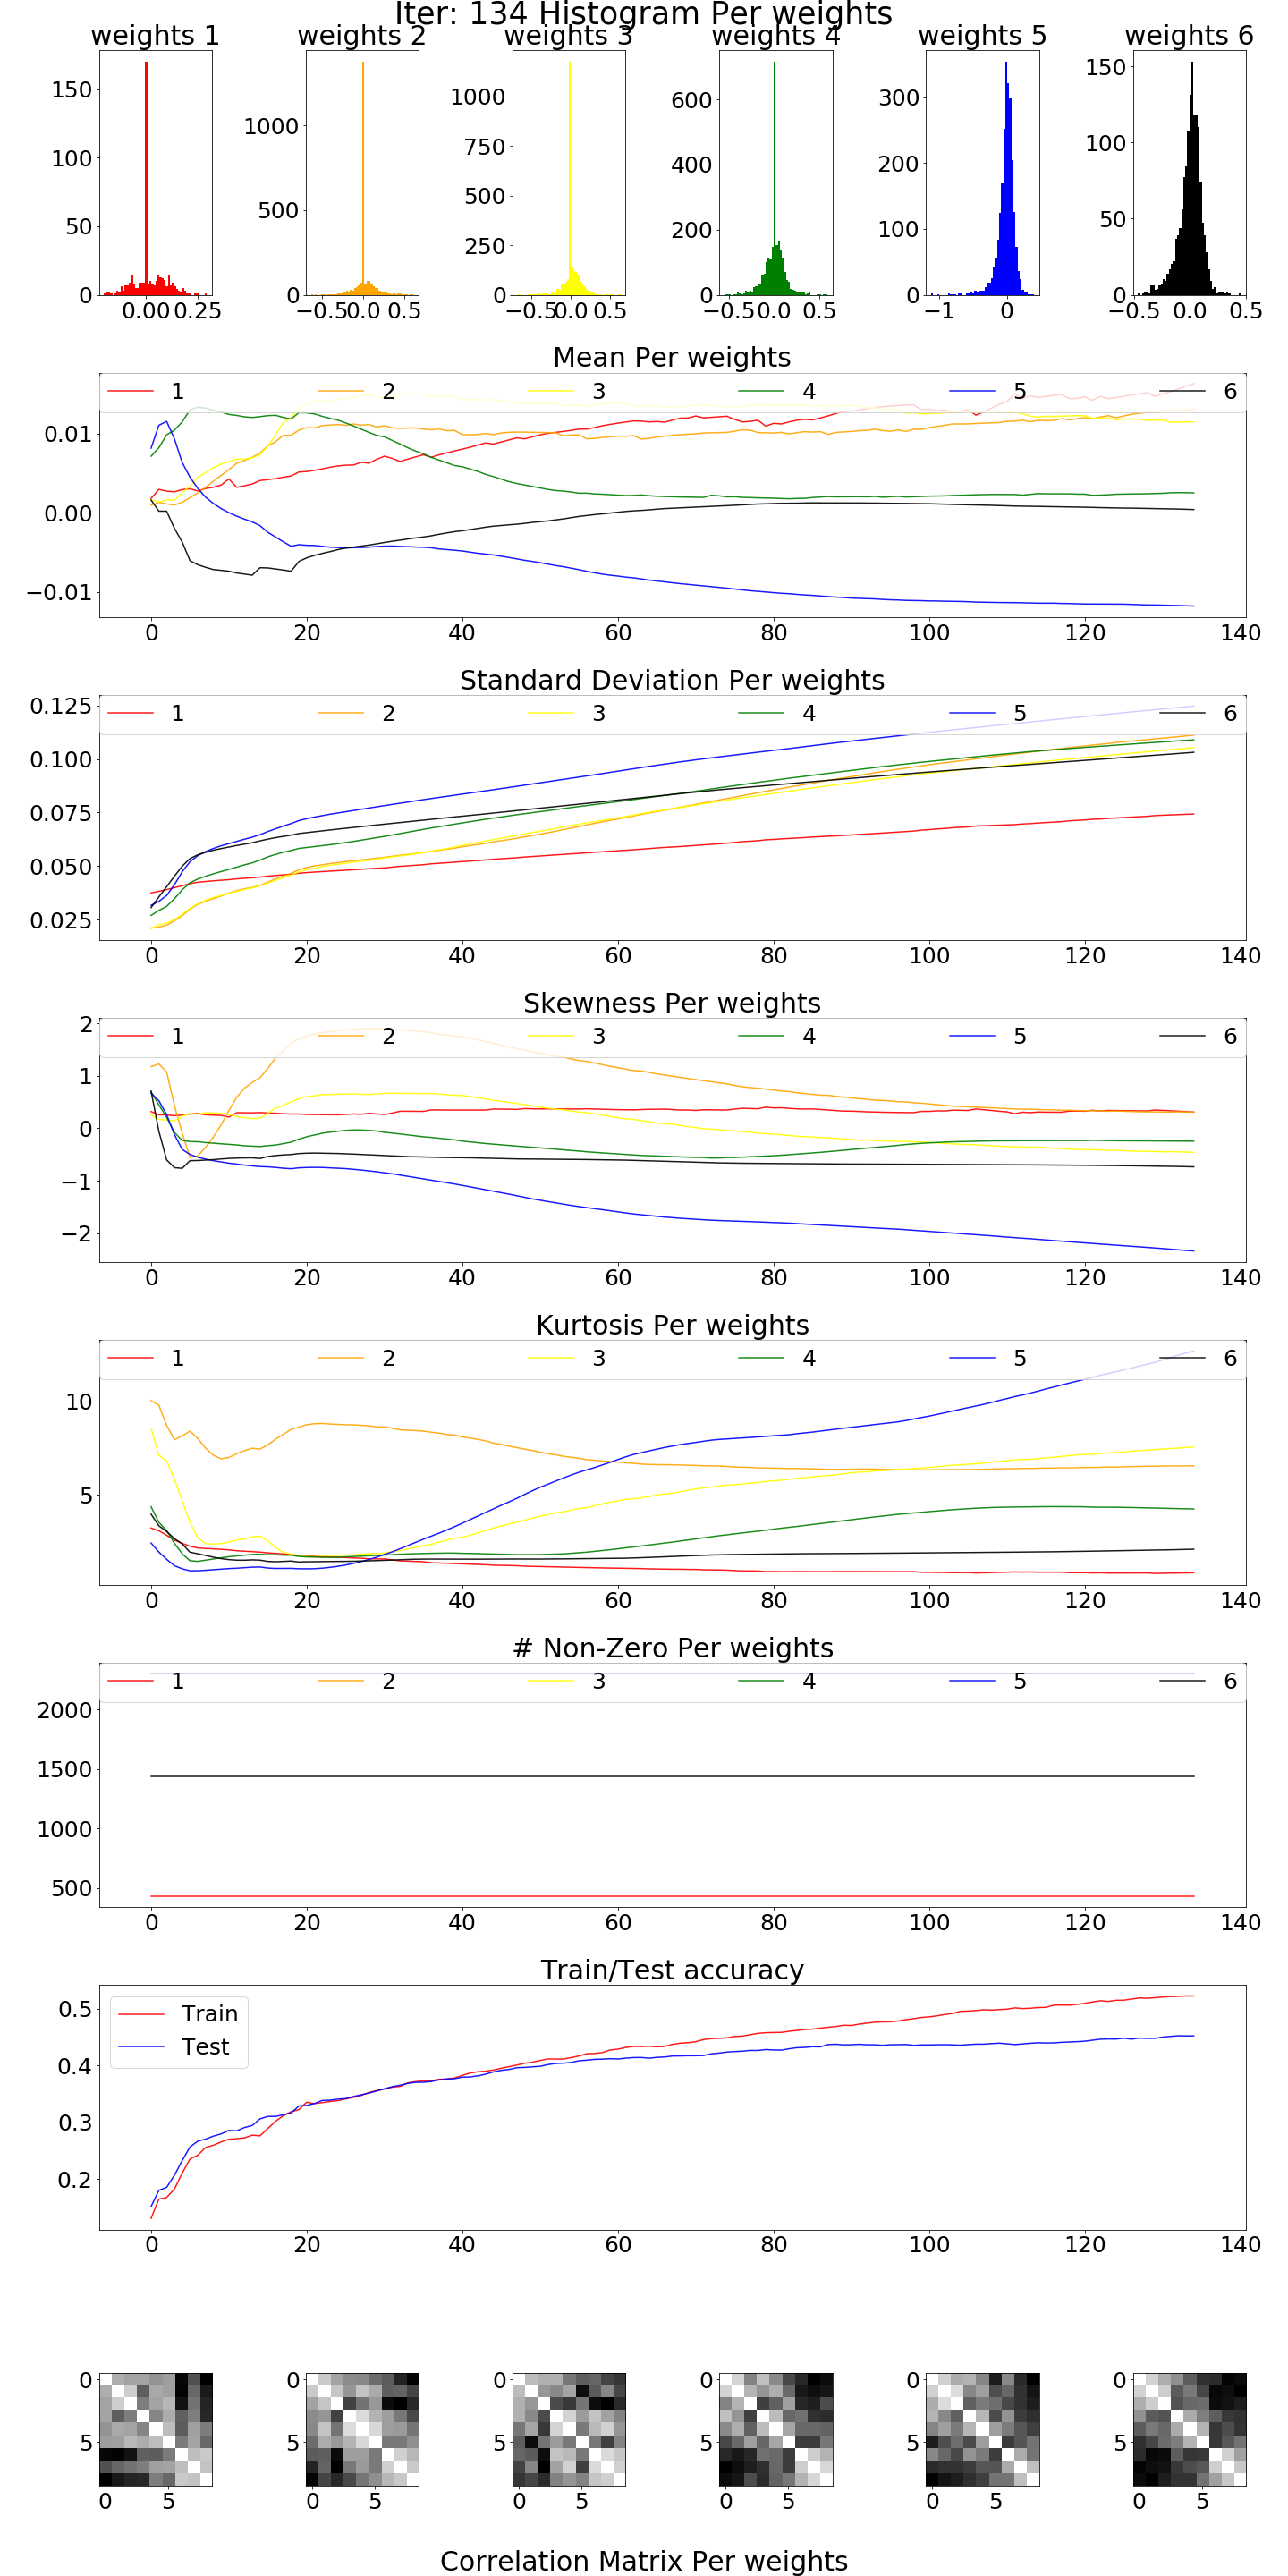 Iter: 134 Histogram Per weights
weights 1 weights 2 weights 3 weights 4 weights 5 weights 6
150 100 50 0 0.00 0.25
1000 500 0 −0.5 0.0 0.5
1000 750 500 250 0 −0.5 0.0 0.5
600 400 200 0 −0.5 0.0 0.5
300 200 100 0 −1 0
150 100 50 0 −0.5 0.0 0.5
Mean Per weights
1 2 3 4 5 6
0.01
0.00
−0.01
0 20 40 60 80 100 120 140
Standard Deviation Per weights
0.125
1 2 3 4 5 6
0.100
0.075
0.050
0.025
0 20 40 60 80 100 120 140
Skewness Per weights
2
1 2 3 4 5 6
1
0
−1
−2
0 20 40 60 80 100 120 140
Kurtosis Per weights
1 2 3 4 5 6
10
5
0 20 40 60 80 100 120 140
# Non-Zero Per weights
1 2 3 4 5 6
2000
1500
1000
500
0 20 40 60 80 100 120 140
Train/Test accuracy
0.5
Train
Test
0.4
0.3
0.2
0 20 40 60 80 100 120 140
0 0 0 0 0 0
5 5 5 5 5 5
0 5 0 5 0 5 0 5 0 5 0 5
Correlation Matrix Per weights